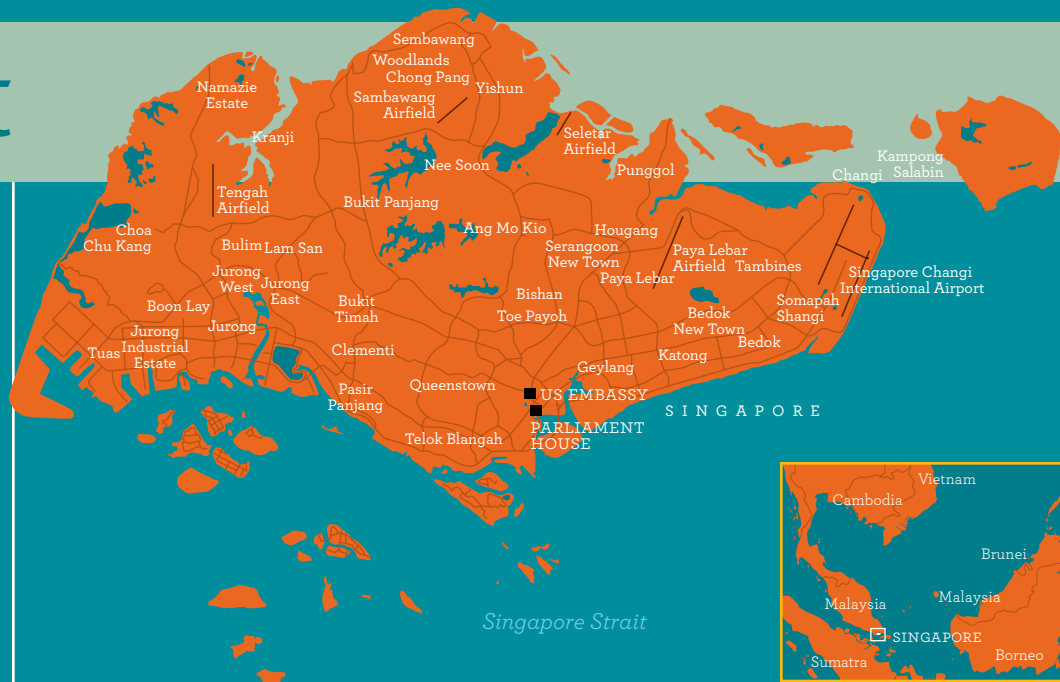 Sembawang
Woodlands
Chong Pang
Namazie
Estate
Yishun
Sambawang
Airfield
Kranji
Seletar
Airfield
Nee Soon
Punggol
Kampong
Salabin
Changi
Tengah
Airfield
Bukit Panjang
Choa
Chu Kang
Ang Mo Kio
Hougang
Bulim
Lam San
Serangoon
New Town
Paya Lebar
Airfield
Tambines
Jurong
West
Jurong
East
Paya Lebar
Singapore Changi
International Airport
Boon Lay
Bukit
Timah
Bishan
Somapah
Shangi
Toe Payoh
Bedok
New Town
Jurong
Jurong
Industrial
Estate
Tuas
Bedok
Clementi
Katong
Geylang
Pasir
Panjang
Queenstown
US EMBASSY
SINGAPORE
PARLIAMENT
HOUSE
Telok Blangah
Singapore Strait
Vietnam
Cambodia
Brunei
Malaysia
Malaysia
SINGAPORE
Borneo
Sumatra